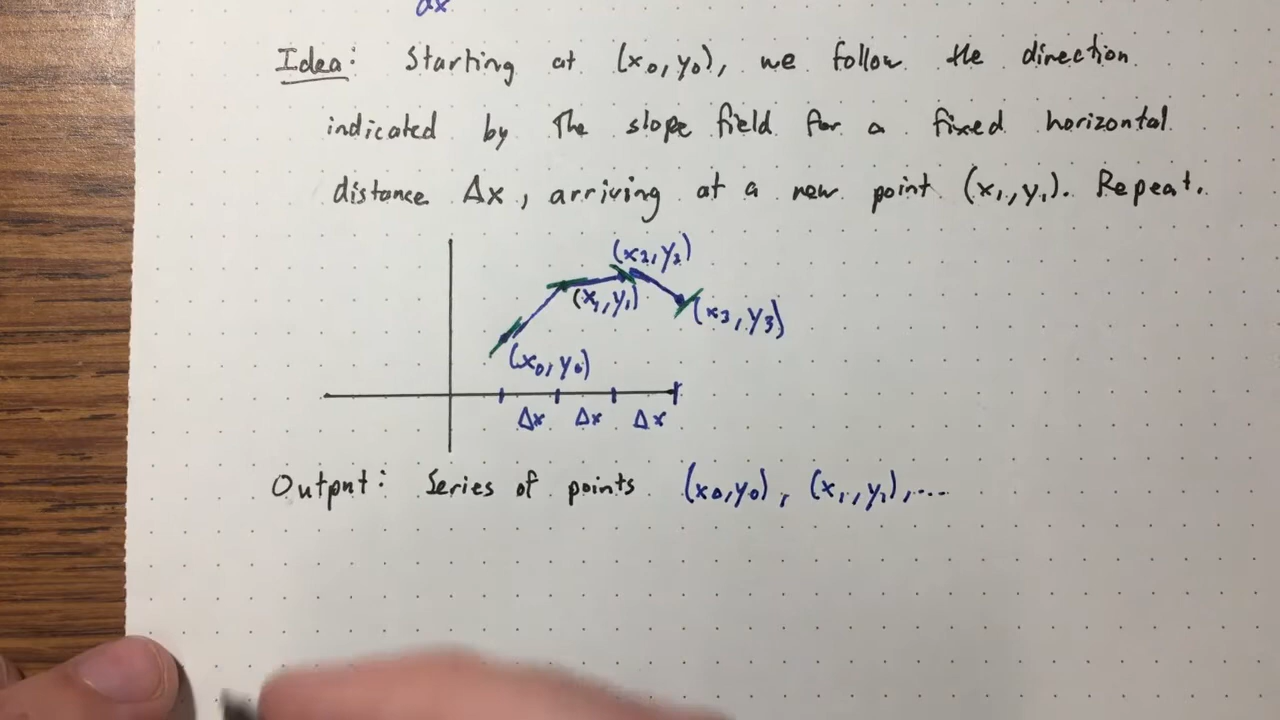 dx
Idea: Starting at (x₀, y₀), we follow the direction
indicated by the slope field for a fixed horizontal
distance Δx, arriving at a new point (x₁, y₁). Repeat.
(x₂, y₂)
(x₁, y₁)
(x₃, y₃)
(x₀, y₀)
Δx Δx Δx
Output: Series of points (x₀, y₀), (x₁, y₁), ....